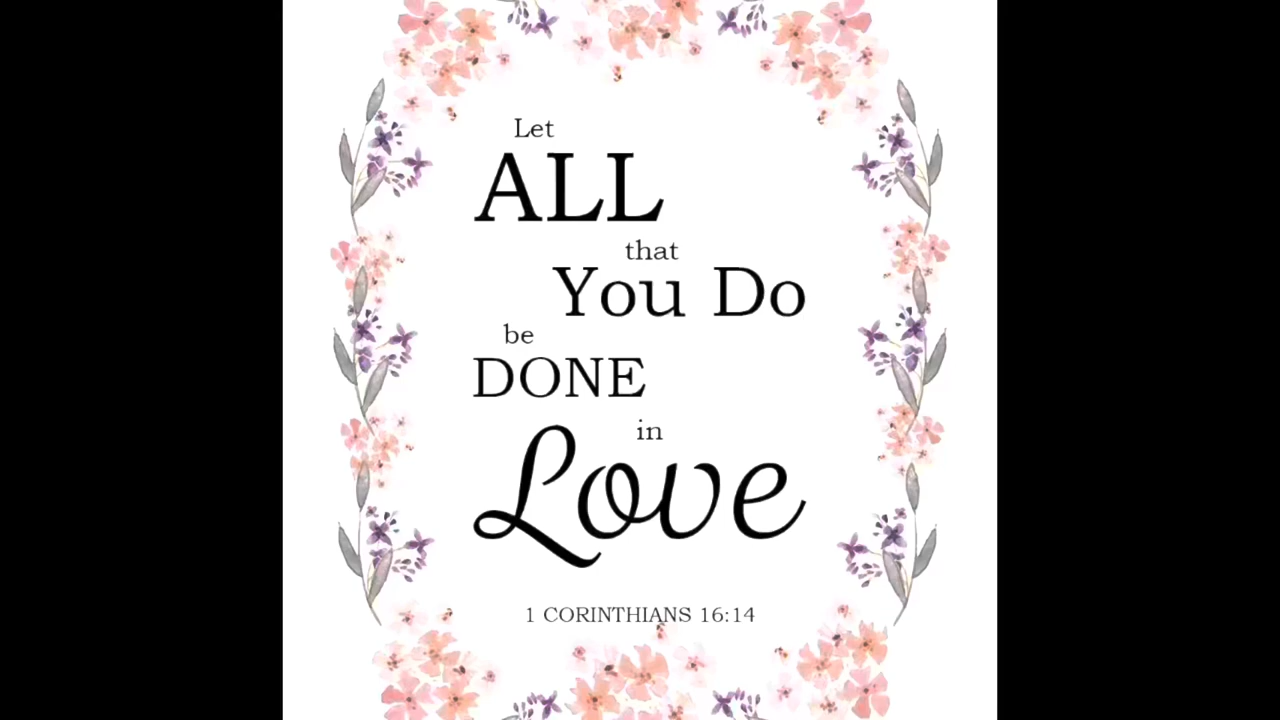 Let
ALL
that
You Do
be
DONE
in
Love
1 CORINTHIANS 16:14